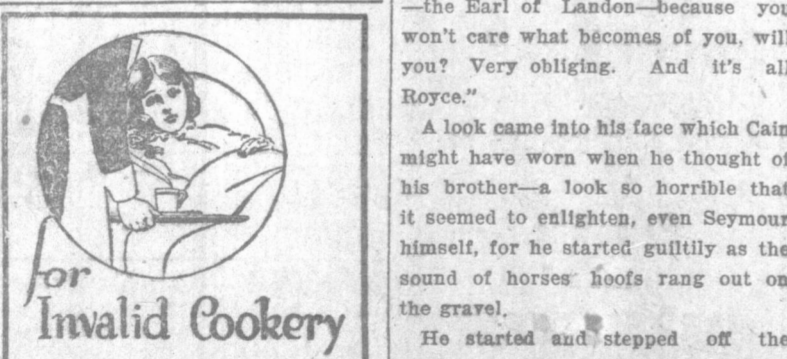 For
Invalid Cookery
—the Earl of Landon—because you
won't care what becomes of you, will
you? Very obliging. And it's all
Royce."
A look came into his face which Cain
might have worn when he thought of
his brother—a look so horrible that
it seemed to enlighten, even Seymour
himself, for he started guiltily as the
sound of horses' hoofs rang out on
the gravel.
He started and stepped off the